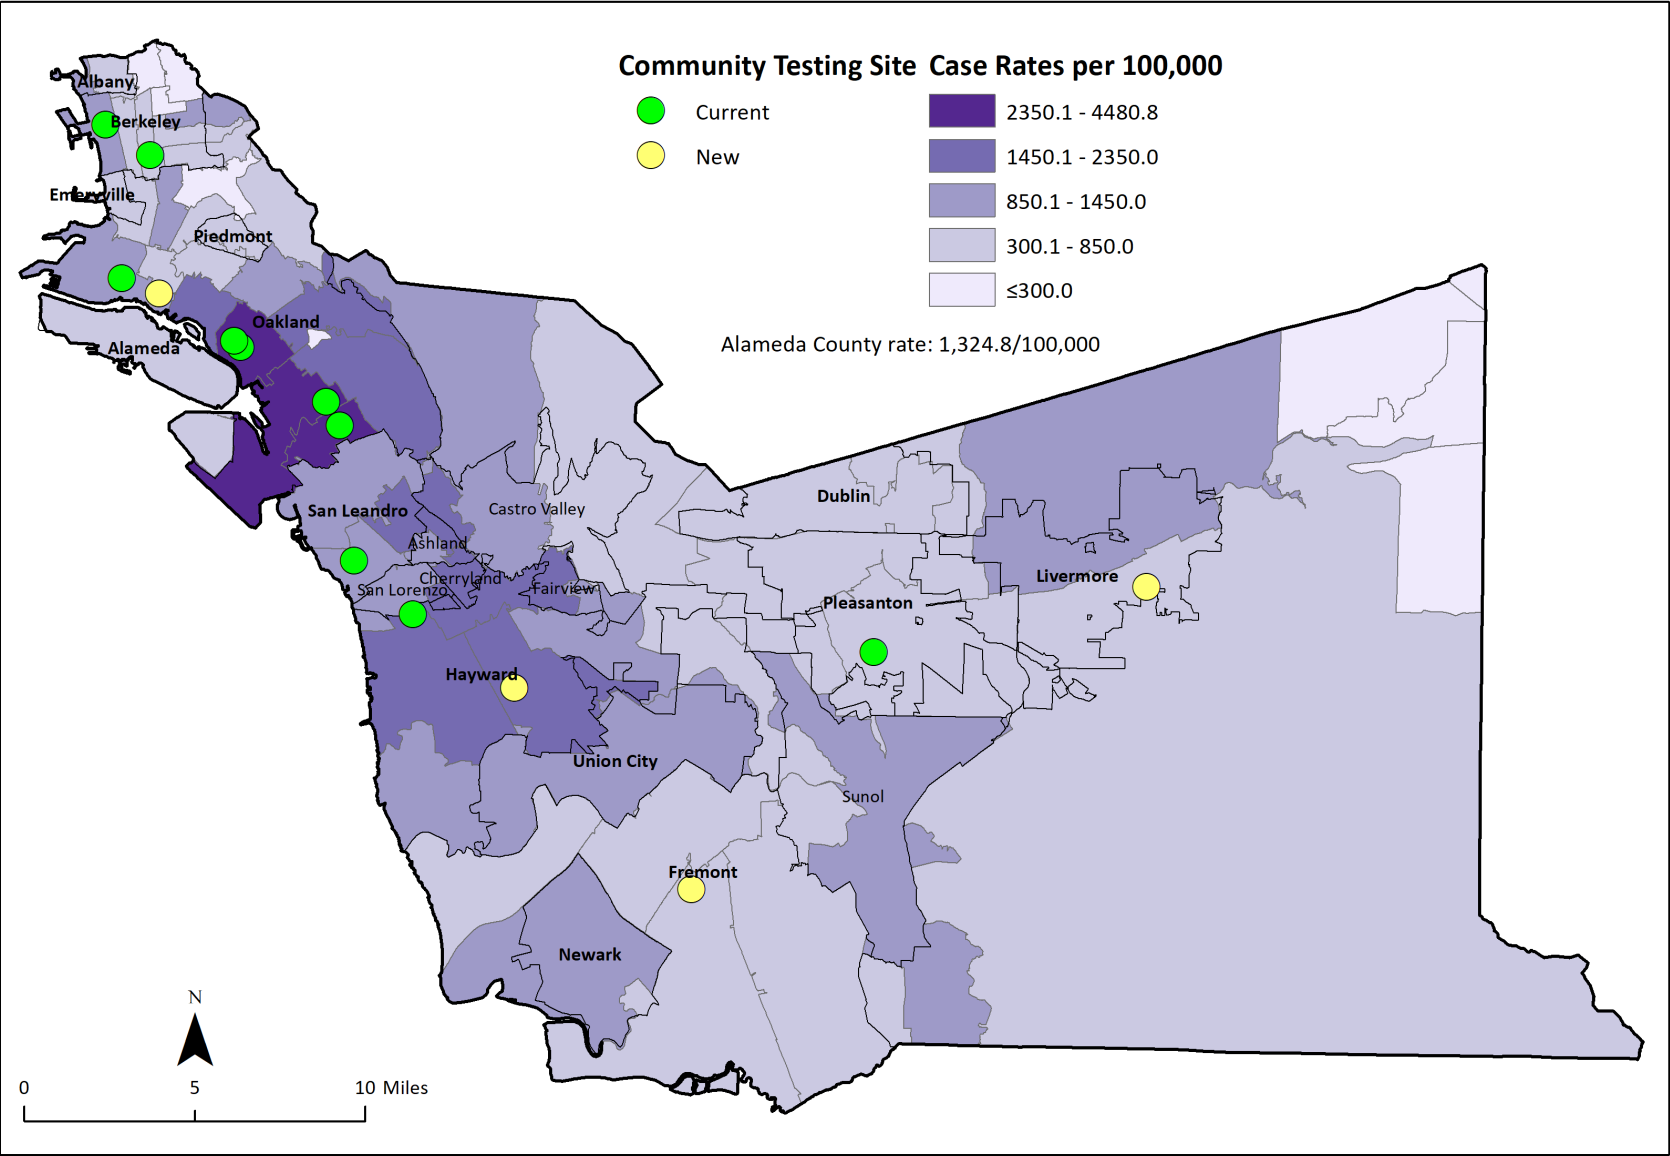 Community Testing Site
Current
New
Case Rates per 100,000
2350.1 - 4480.8
1450.1 - 2350.0
850.1 - 1450.0
300.1 - 850.0
≤300.0
Alameda County rate: 1,324.8/100,000
Albany
Berkeley
Emeryville
Piedmont
Oakland
Alameda
San Leandro
Castro Valley
Ashland
Cherryland
San Lorenzo
Fairview
Dublin
Livermore
Pleasanton
Hayward
Union City
Sunol
Fremont
Newark
N
0 5 10 Miles